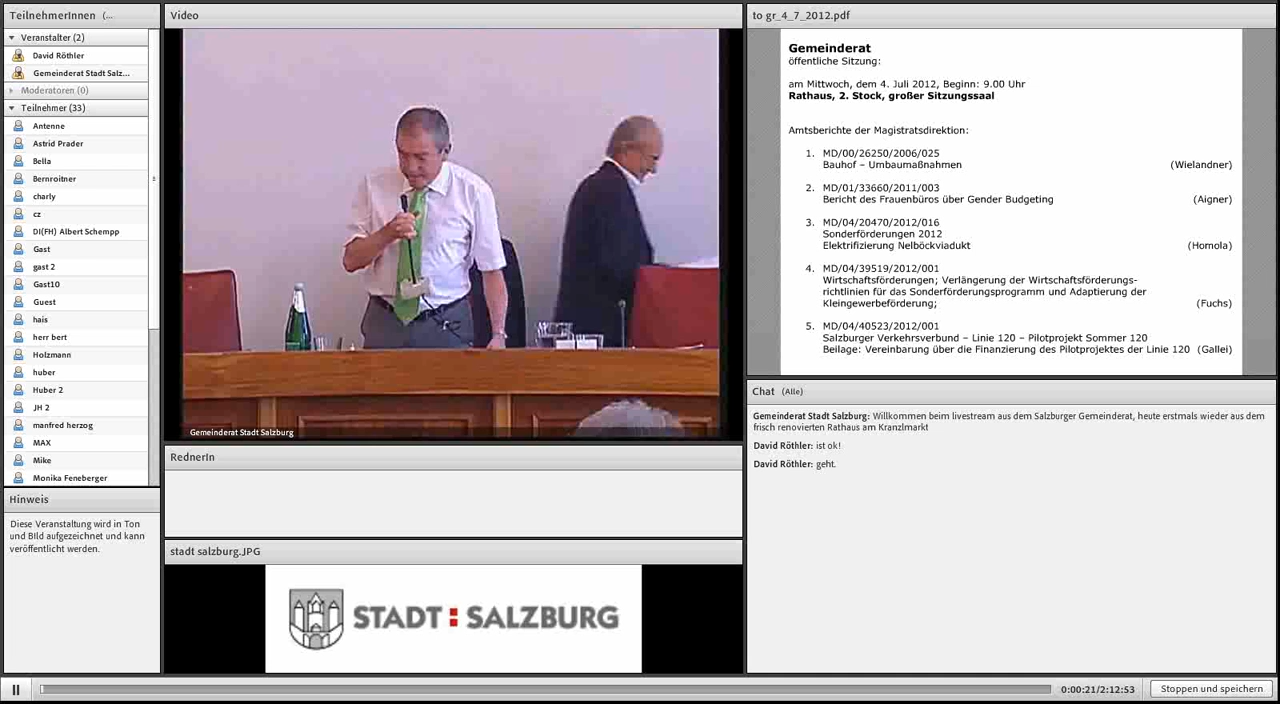 TeilnehmerInnen (...
Veranstalter (2)
David Röthler
Gemeinderat Stadt Salz...
Moderatoren (0)
Teilnehmer (33)
Antenne
Astrid Prader
Bella
Bernroitner
charly
cz
DI(FH) Albert Schempp
Gast
gast 2
Gast10
Guest
hais
herr bert
Holzmann
huber
Huber 2
JH 2
manfred herzog
MAX
Mike
Monika Feneberger
Hinweis
Diese Veranstaltung wird in Ton
und BIld aufgezeichnet und kann
veröffentlicht werden.
Video
Gemeinderat Stadt Salzburg
RednerIn
stadt salzburg.JPG
STADT : SALZBURG
to gr_4_7_2012.pdf
Gemeinderat
öffentliche Sitzung:
am Mittwoch, dem 4. Juli 2012, Beginn: 9.00 Uhr
Rathaus, 2. Stock, großer Sitzungssaal
Amtsberichte der Magistratsdirektion:
1. MD/00/26250/2006/025
Bauhof – Umbaumaßnahmen (Wielandner)
2. MD/01/33660/2011/003
Bericht des Frauenbüros über Gender Budgeting (Aigner)
3. MD/04/20470/2012/016
Sonderförderungen 2012
Elektrifizierung Nelböckviadukt (Homola)
4. MD/04/39519/2012/001
Wirtschaftsförderungen; Verlängerung der Wirtschaftsförderungs-
richtlinien für das Sonderförderungsprogramm und Adaptierung der
Kleingewerbeförderung; (Fuchs)
5. MD/04/40523/2012/001
Salzburger Verkehrsverbund – Linie 120 – Pilotprojekt Sommer 120
Beilage: Vereinbarung über die Finanzierung des Pilotprojektes der Linie 120 (Gallei)
Chat (Alle)
Gemeinderat Stadt Salzburg: Willkommen beim livestream aus dem Salzburger Gemeinderat, heute erstmals wieder aus dem
frisch renovierten Rathaus am Kranzlmarkt
David Röthler: ist ok!
David Röthler: geht.
0:00:21/2:12:53
Stoppen und speichern